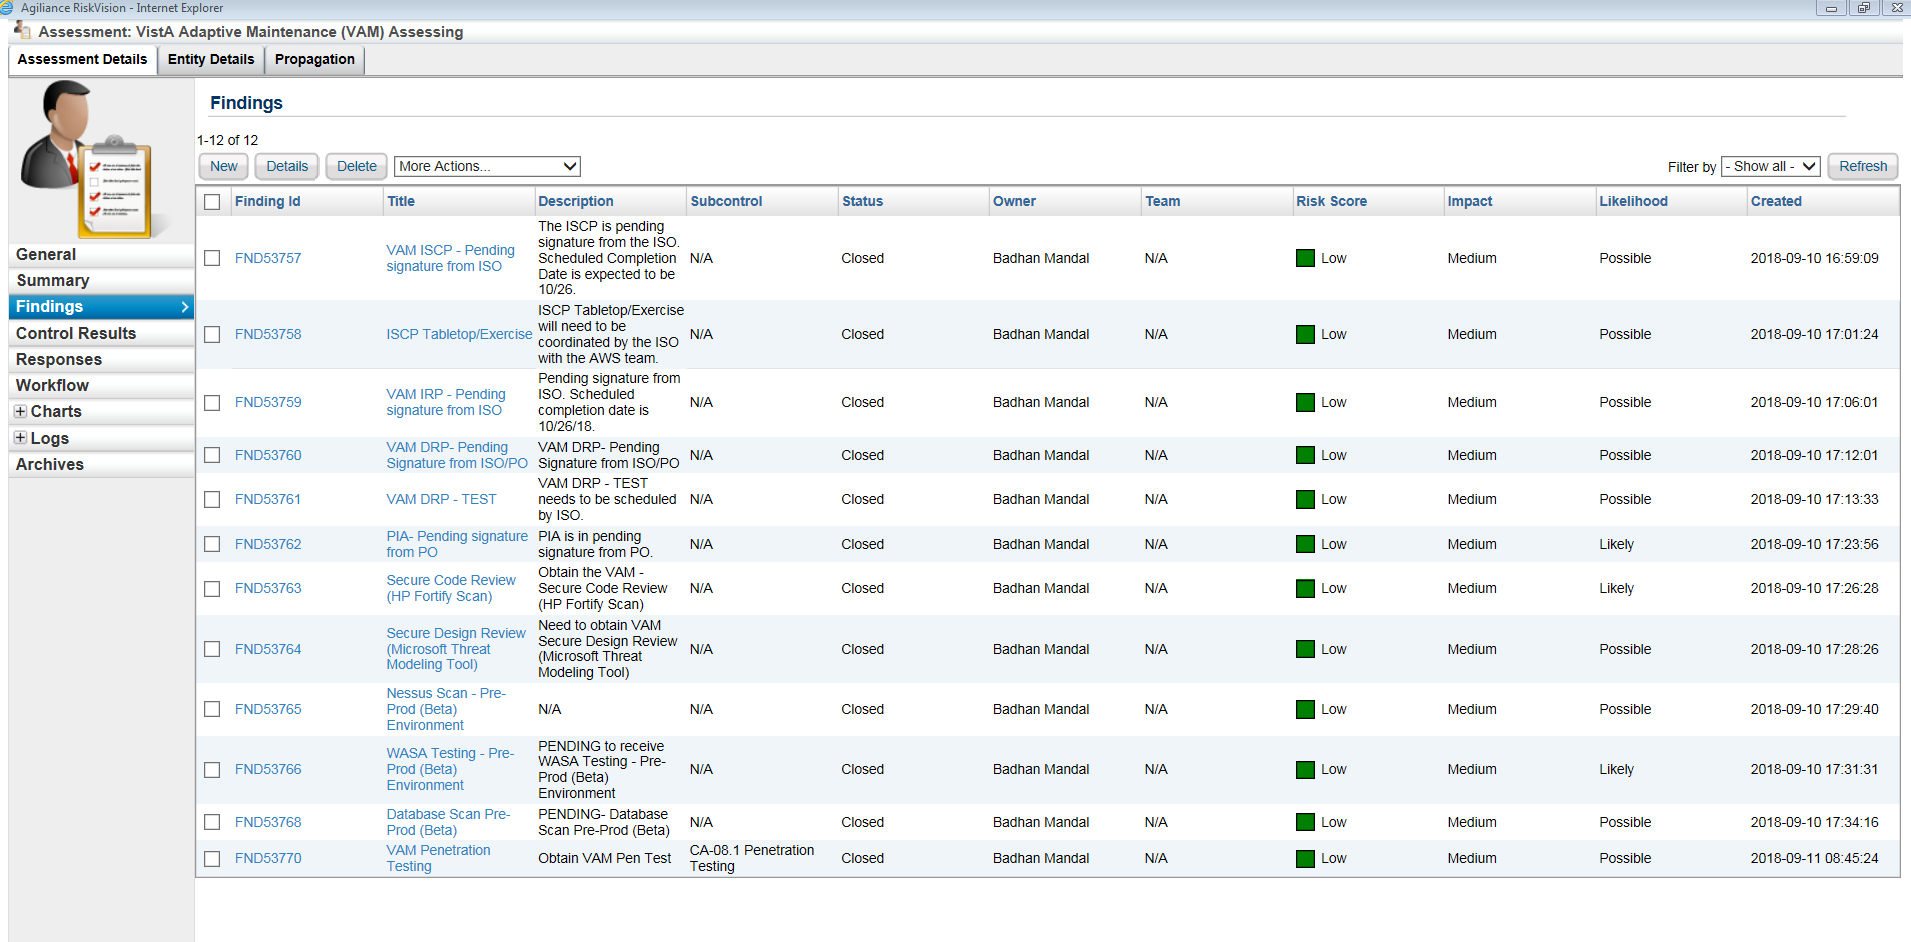 Agiliance RiskVision - Internet Explorer
Assessment: VistA Adaptive Maintenance (VAM) Assessing
Assessment Details Entity Details Propagation
General
Summary
Findings
Control Results
Responses
Workflow
Charts
Logs
Archives
Findings
1-12 of 12
New Details Delete More Actions... Filter by - Show all - Refresh
Finding Id Title Description Subcontrol Status Owner Team Risk Score Impact Likelihood Created
FND53757
VAM ISCP - Pending
signature from ISO
The ISCP is pending
signature from the ISO.
Scheduled Completion
Date is expected to be
10/26.
N/A Closed Badhan Mandal N/A Low Medium Possible 2018-09-10 16:59:09
FND53758
ISCP Tabletop/Exercise
ISCP Tabletop/Exercise
will need to be
coordinated by the ISO
with the AWS team.
N/A Closed Badhan Mandal N/A Low Medium Possible 2018-09-10 17:01:24
FND53759
VAM IRP - Pending
signature from ISO
Pending signature from
ISO. Scheduled
completion date is
10/26/18.
N/A Closed Badhan Mandal N/A Low Medium Possible 2018-09-10 17:06:01
FND53760
VAM DRP- Pending
Signature from ISO/PO
VAM DRP- Pending
Signature from ISO/PO
N/A Closed Badhan Mandal N/A Low Medium Possible 2018-09-10 17:12:01
FND53761
VAM DRP - TEST
VAM DRP - TEST
needs to be scheduled
by ISO.
N/A Closed Badhan Mandal N/A Low Medium Possible 2018-09-10 17:13:33
FND53762
PIA- Pending signature
from PO
PIA is in pending
signature from PO.
N/A Closed Badhan Mandal N/A Low Medium Likely 2018-09-10 17:23:56
FND53763
Secure Code Review
(HP Fortify Scan)
Obtain the VAM -
Secure Code Review
(HP Fortify Scan)
N/A Closed Badhan Mandal N/A Low Medium Likely 2018-09-10 17:26:28
FND53764
Secure Design Review
(Microsoft Threat
Modeling Tool)
Need to obtain VAM
Secure Design Review
(Microsoft Threat
Modeling Tool)
N/A Closed Badhan Mandal N/A Low Medium Possible 2018-09-10 17:28:26
FND53765
Nessus Scan - Pre-
Prod (Beta)
Environment
N/A
N/A Closed Badhan Mandal N/A Low Medium Possible 2018-09-10 17:29:40
FND53766
WASA Testing - Pre-
Prod (Beta)
Environment
PENDING to receive
WASA Testing - Pre-
Prod (Beta)
Environment
N/A Closed Badhan Mandal N/A Low Medium Likely 2018-09-10 17:31:31
FND53768
Database Scan Pre-
Prod (Beta)
PENDING- Database
Scan Pre-Prod (Beta)
N/A Closed Badhan Mandal N/A Low Medium Possible 2018-09-10 17:34:16
FND53770
VAM Penetration
Testing
Obtain VAM Pen Test
CA-08.1 Penetration
Testing
Closed Badhan Mandal N/A Low Medium Possible 2018-09-11 08:45:24